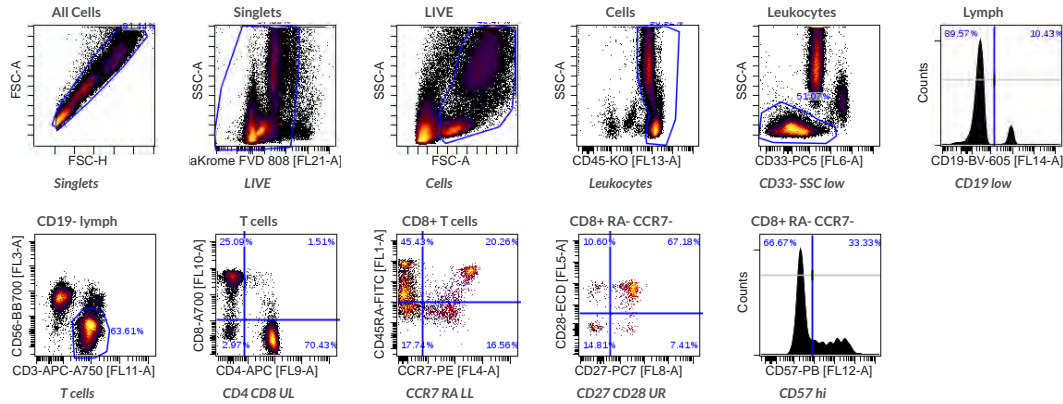 All Cells
Singlets
LIVE
Cells
Leukocytes
Lymph
89.57%
10.43%
51.07%
FSC-A
SSC-A
SSC-A
SSC-A
SSC-A
Counts
FSC-H
aKrome FVD 808 [FL21-A]
FSC-A
CD45-KO [FL13-A]
CD33-PC5 [FL6-A]
CD19-BV-605 [FL14-A]
Singlets
LIVE
Cells
Leukocytes
CD33- SSC low
CD19 low
CD19- lymph
T cells
CD8+ T cells
CD8+ RA- CCR7-
CD8+ RA- CCR7-
25.09%
1.51%
45.43%
20.26%
10.60%
67.18%
66.67%
33.33%
CD56-BB700 [FL3-A]
CD8-A700 [FL10-A]
CD45RA-FITC [FL1-A]
CD28-ECD [FL5-A]
Counts
63.61%
2.97%
70.43%
17.74%
16.56%
14.81%
7.41%
CD3-APC-A750 [FL11-A]
CD4-APC [FL9-A]
CCR7-PE [FL4-A]
CD27-PC7 [FL8-A]
CD57-PB [FL12-A]
T cells
CD4 CD8 UL
CCR7 RA LL
CD27 CD28 UR
CD57 hi